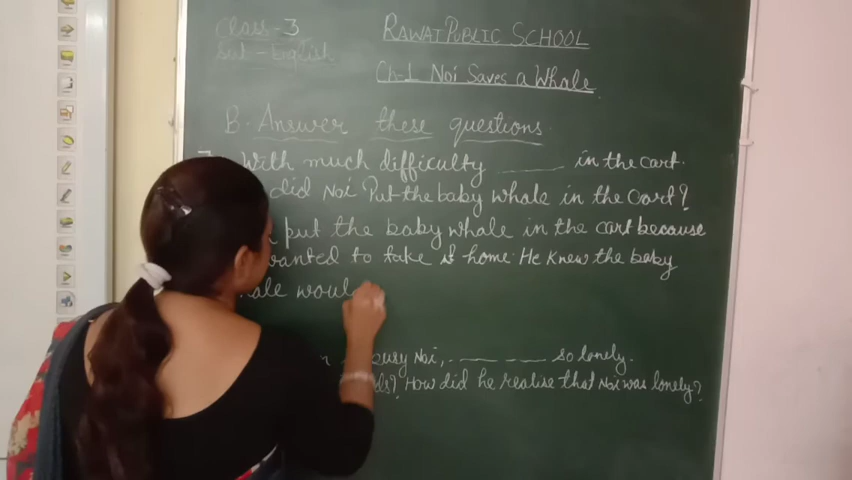 Class-3
RAWAT PUBLIC SCHOOL
Sub-English
Ch-1 Noi Saves a Whale
B. Answer these questions
With much difficulty ______ in the cart.
did Noi Put the baby whale in the cart?
put the baby whale in the cart because
wanted to take it home. He knew the baby
woul
busy Noi, ____ ____ so lonely.
? How did he realise that Noi was lonely?